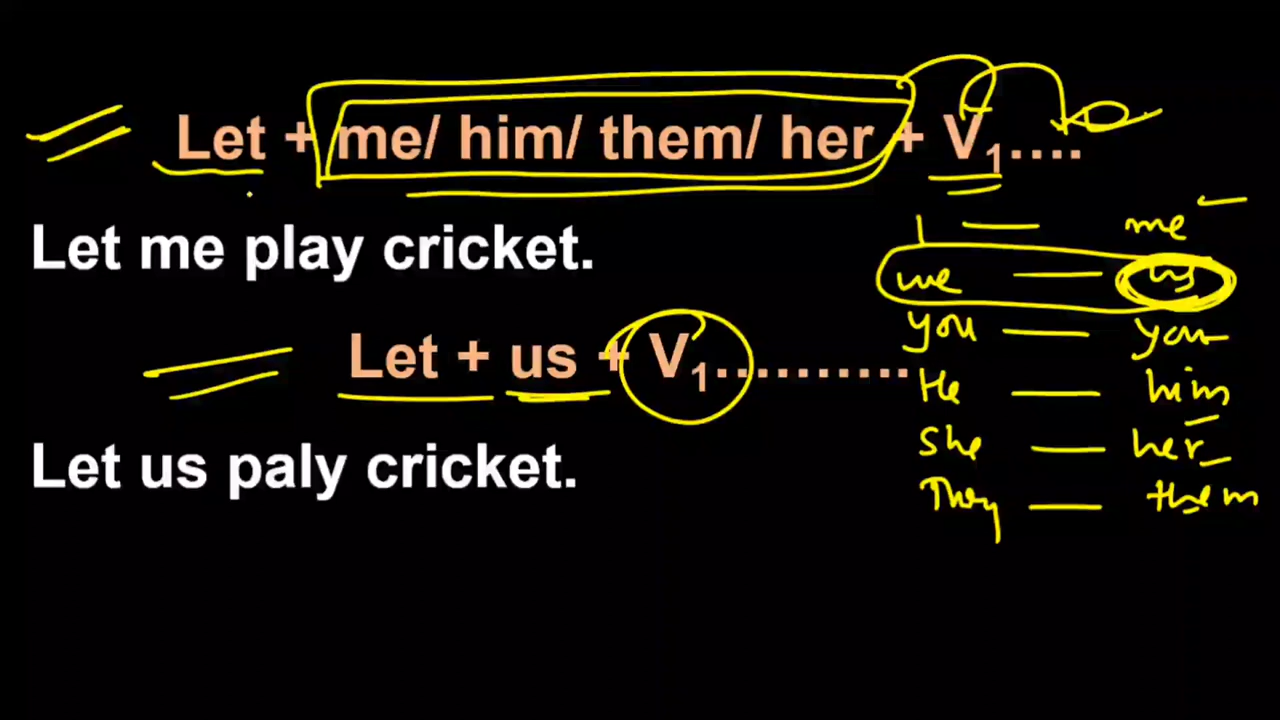 Let + me/ him/ them/ her + V1....
Let me play cricket.
Let + us + V1..........
Let us paly cricket.
I — me
we — us
you — you
He — him
She — her
They — them